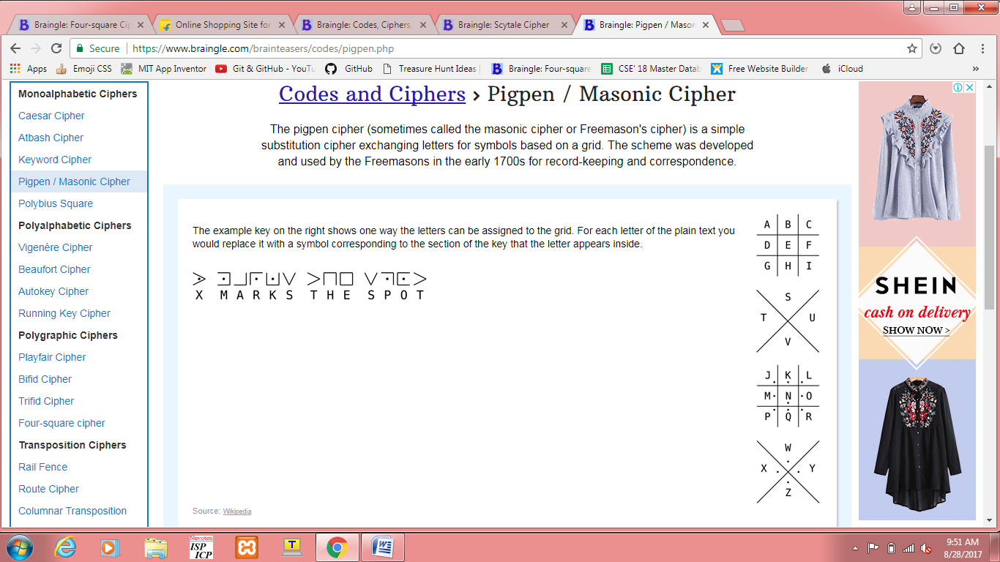 Braingle: Four-square Cip
Online Shopping Site for
Braingle: Codes, Ciphers,
Braingle: Scytale Cipher
Braingle: Pigpen / Mason
Secure
https://www.braingle.com/brainteasers/codes/pigpen.php
Apps
Emoji CSS
MIT App Inventor
Git & GitHub - YouTu
GitHub
Treasure Hunt Ideas |
Braingle: Four-square
CSE' 18 Master Datab
Free Website Builder
iCloud
»
Monoalphabetic Ciphers
Caesar Cipher
Atbash Cipher
Keyword Cipher
Pigpen / Masonic Cipher
Polybius Square
Polyalphabetic Ciphers
Vigenère Cipher
Beaufort Cipher
Autokey Cipher
Running Key Cipher
Polygraphic Ciphers
Playfair Cipher
Bifid Cipher
Trifid Cipher
Four-square cipher
Transposition Ciphers
Rail Fence
Route Cipher
Columnar Transposition
Codes and Ciphers › Pigpen / Masonic Cipher
The pigpen cipher (sometimes called the masonic cipher or Freemason's cipher) is a simple
substitution cipher exchanging letters for symbols based on a grid. The scheme was developed
and used by the Freemasons in the early 1700s for record-keeping and correspondence.
The example key on the right shows one way the letters can be assigned to the grid. For each letter of the plain text you
would replace it with a symbol corresponding to the section of the key that the letter appears inside.
X MARKS THE SPOT
A B C
D E F
G H I
S
T U
V
J K L
M N O
P Q R
W
X Y
Z
Source: Wikipedia
SHEIN
cash on delivery
SHOW NOW >
Nuvoton
ISP
ICP
T
W
9:51 AM
8/28/2017